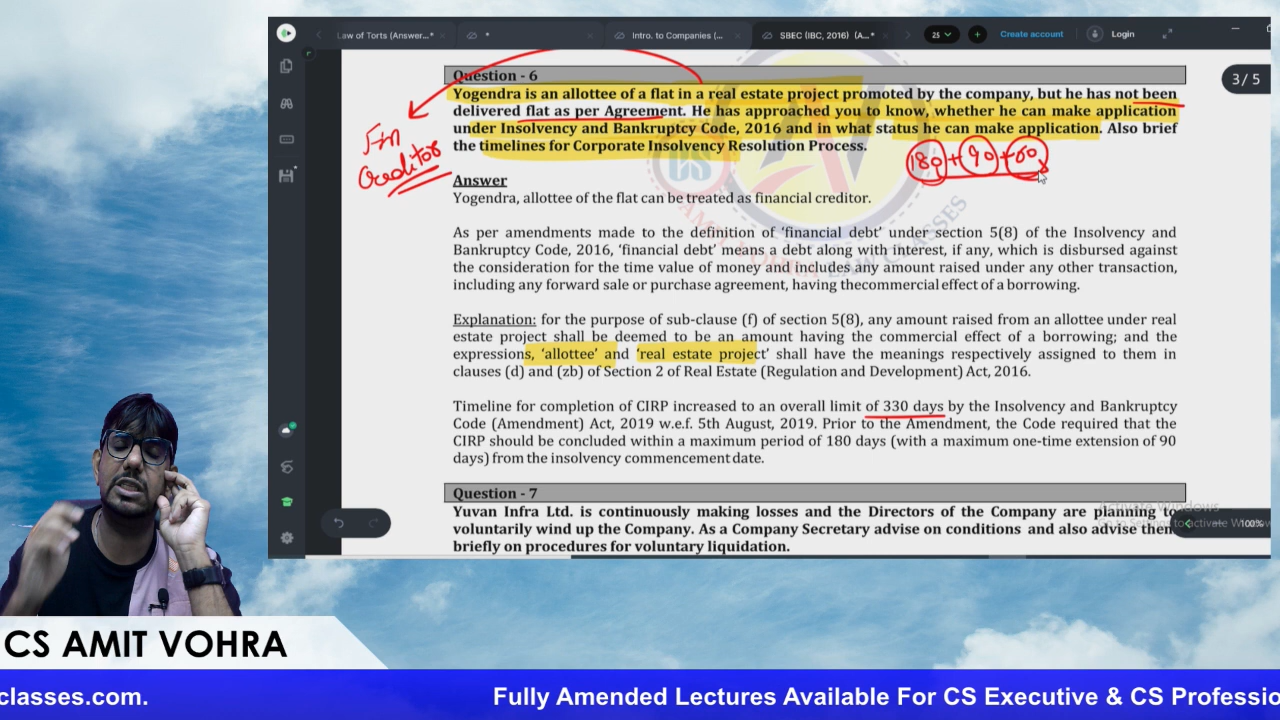 Law of Torts (Answer...*
*
Intro. to Companies (...
SBEC (IBC, 2016) (A...*
25
Create account
Login
3/5
Question - 6
Yogendra is an allottee of a flat in a real estate project promoted by the company, but he has not been
delivered flat as per Agreement. He has approached you to know, whether he can make application
under Insolvency and Bankruptcy Code, 2016 and in what status he can make application. Also brief
the timelines for Corporate Insolvency Resolution Process.
Fin
Creditor
180 + 90 + 60
Answer
Yogendra, allottee of the flat can be treated as financial creditor.
As per amendments made to the definition of 'financial debt' under section 5(8) of the Insolvency and
Bankruptcy Code, 2016, 'financial debt' means a debt along with interest, if any, which is disbursed against
the consideration for the time value of money and includes any amount raised under any other transaction,
including any forward sale or purchase agreement, having thecommercial effect of a borrowing.
Explanation: for the purpose of sub-clause (f) of section 5(8), any amount raised from an allottee under real
estate project shall be deemed to be an amount having the commercial effect of a borrowing; and the
expressions, 'allottee' and 'real estate project' shall have the meanings respectively assigned to them in
clauses (d) and (zb) of Section 2 of Real Estate (Regulation and Development) Act, 2016.
Timeline for completion of CIRP increased to an overall limit of 330 days by the Insolvency and Bankruptcy
Code (Amendment) Act, 2019 w.e.f. 5th August, 2019. Prior to the Amendment, the Code required that the
CIRP should be concluded within a maximum period of 180 days (with a maximum one-time extension of 90
days) from the insolvency commencement date.
Question - 7
Yuvan Infra Ltd. is continuously making losses and the Directors of the Company are planning to
voluntarily wind up the Company. As a Company Secretary advise on conditions and also advise them
briefly on procedures for voluntary liquidation.
CS
AMIT VOHRA LAW CLASSES
Activate Windows
Go to Settings to activate Windows.
100%
CS AMIT VOHRA
classes.com.
Fully Amended Lectures Available For CS Executive & CS Professio